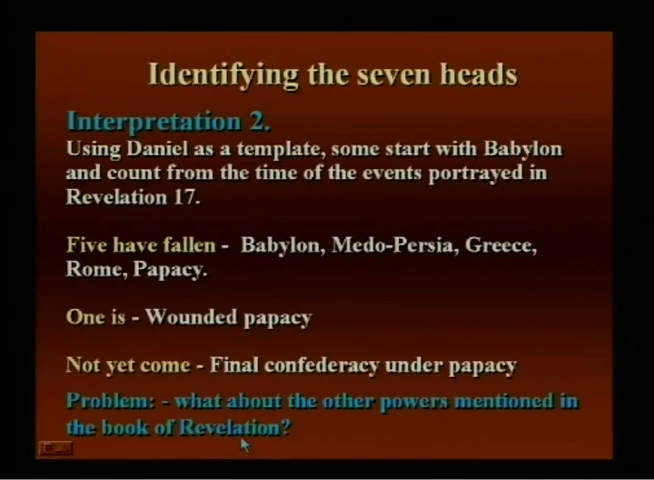 Identifying the seven heads
Interpretation 2.
Using Daniel as a template, some start with Babylon
and count from the time of the events portrayed in
Revelation 17.
Five have fallen - Babylon, Medo-Persia, Greece,
Rome, Papacy.
One is - Wounded papacy
Not yet come - Final confederacy under papacy
Problem: - what about the other powers mentioned in
the book of Revelation?